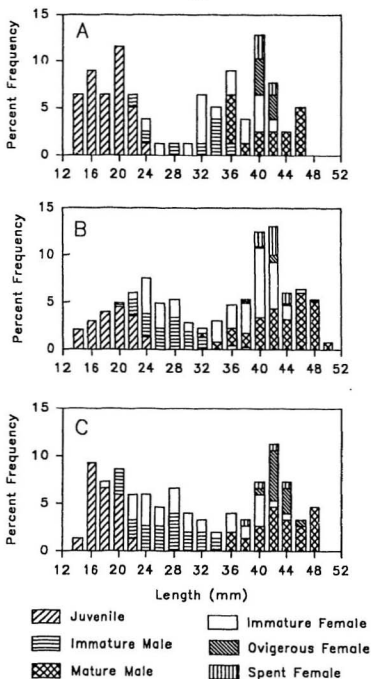 A
Percent Frequency
15
10
5
0
12 16 20 24 28 32 36 40 44 48 52
B
Percent Frequency
15
10
5
0
12 16 20 24 28 32 36 40 44 48 52
C
Percent Frequency
15
10
5
0
12 16 20 24 28 32 36 40 44 48 52
Length (mm)
Juvenile
Immature Female
Immature Male
Ovigerous Female
Mature Male
Spent Female